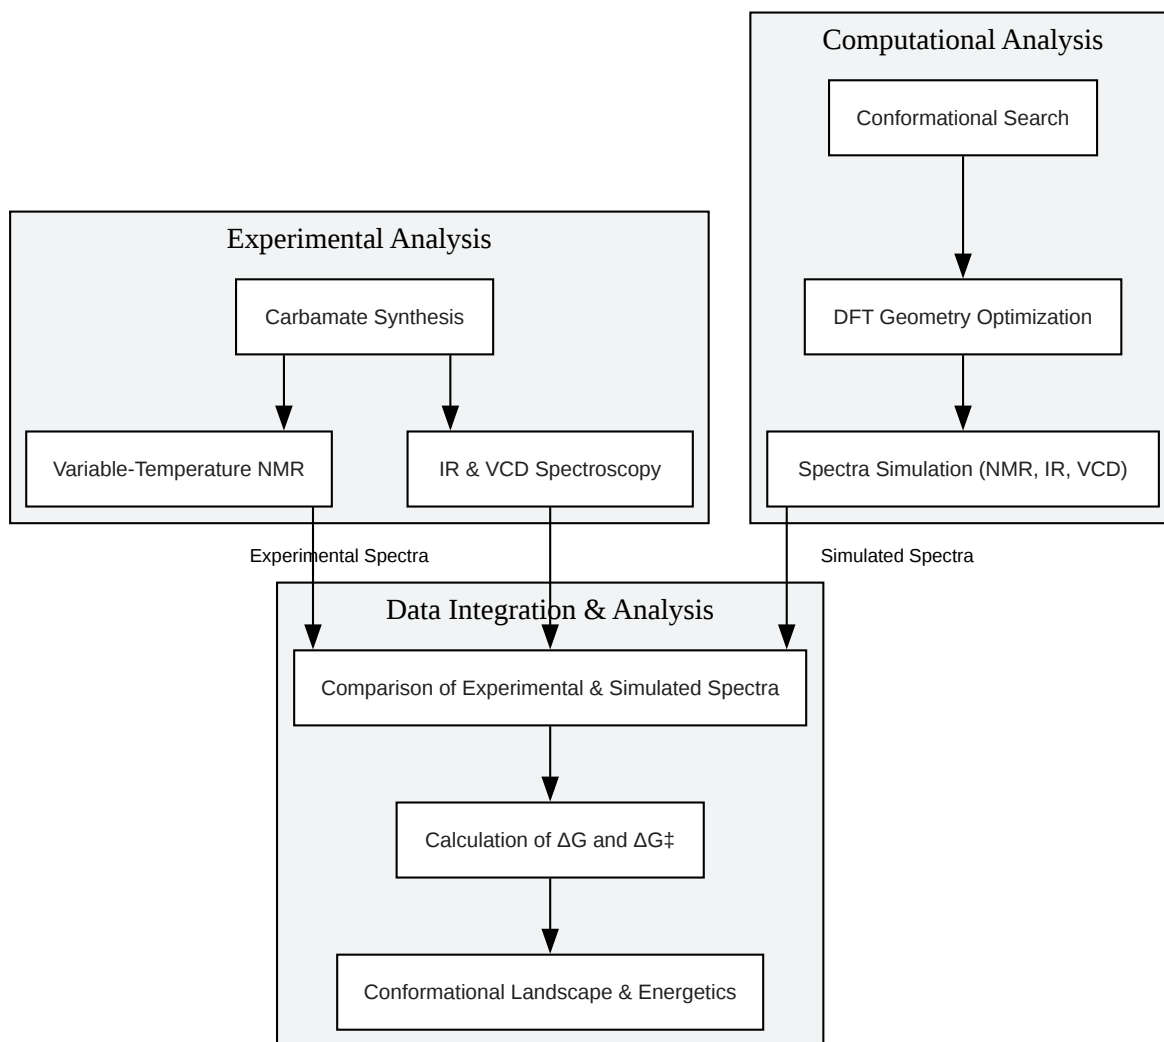 Computational Analysis
Conformational Search
Experimental Analysis
Carbamate Synthesis
DFT Geometry Optimization
Variable-Temperature NMR
IR & VCD Spectroscopy
Spectra Simulation (NMR, IR, VCD)
Experimental Spectra
Simulated Spectra
Data Integration & Analysis
Comparison of Experimental & Simulated Spectra
Calculation of ΔG and ΔG‡
Conformational Landscape & Energetics